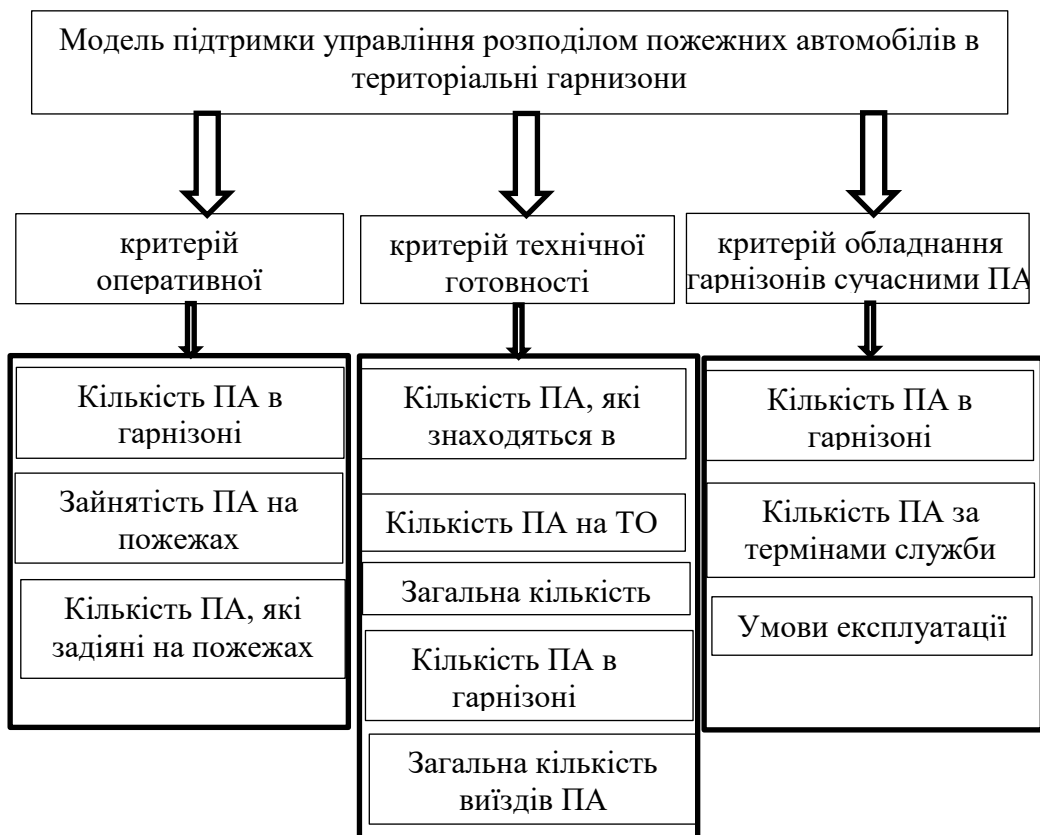 Модель підтримки управління розподілом пожежних автомобілів в
територіальні гарнизони
критерій
оперативної
критерій технічної
готовності
критерій обладнання
гарнізонів сучасними ПА
Кількість ПА в
гарнізоні
Зайнятість ПА на
пожежах
Кількість ПА, які
задіяні на пожежах
Кількість ПА, які
знаходяться в
Кількість ПА на ТО
Загальна кількість
Кількість ПА в
гарнізоні
Загальна кількість
виїздів ПА
Кількість ПА в
гарнізоні
Кількість ПА за
термінами служби
Умови експлуатації